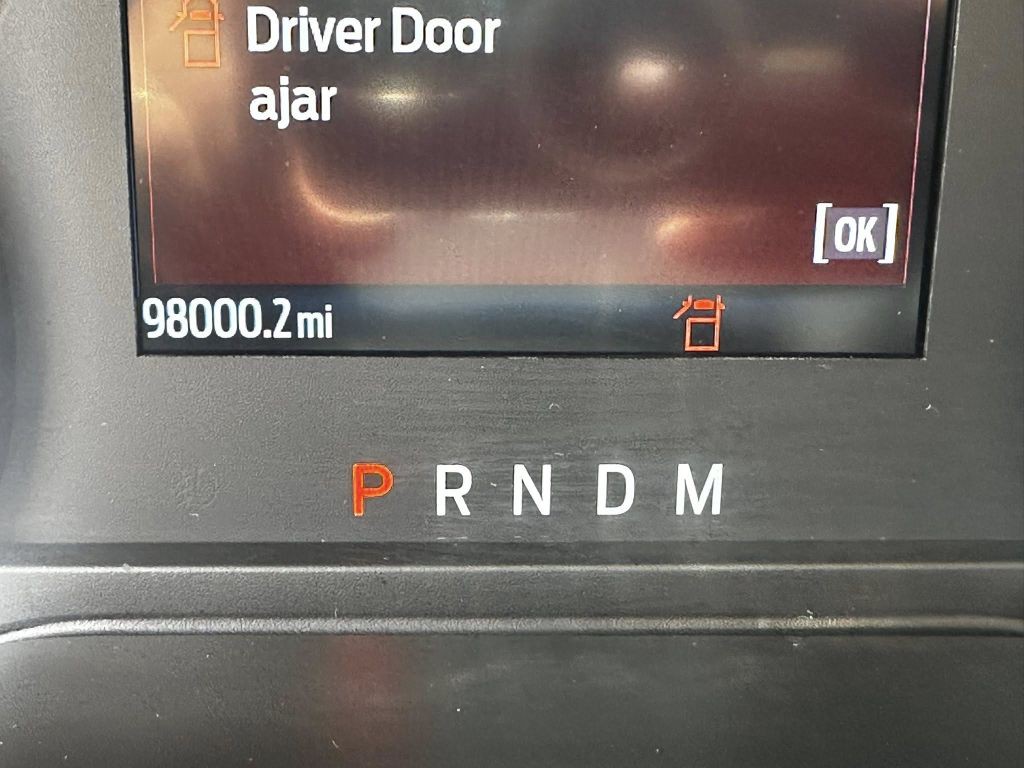 Driver Door
ajar
[OK]
98000.2 mi
P R N D M